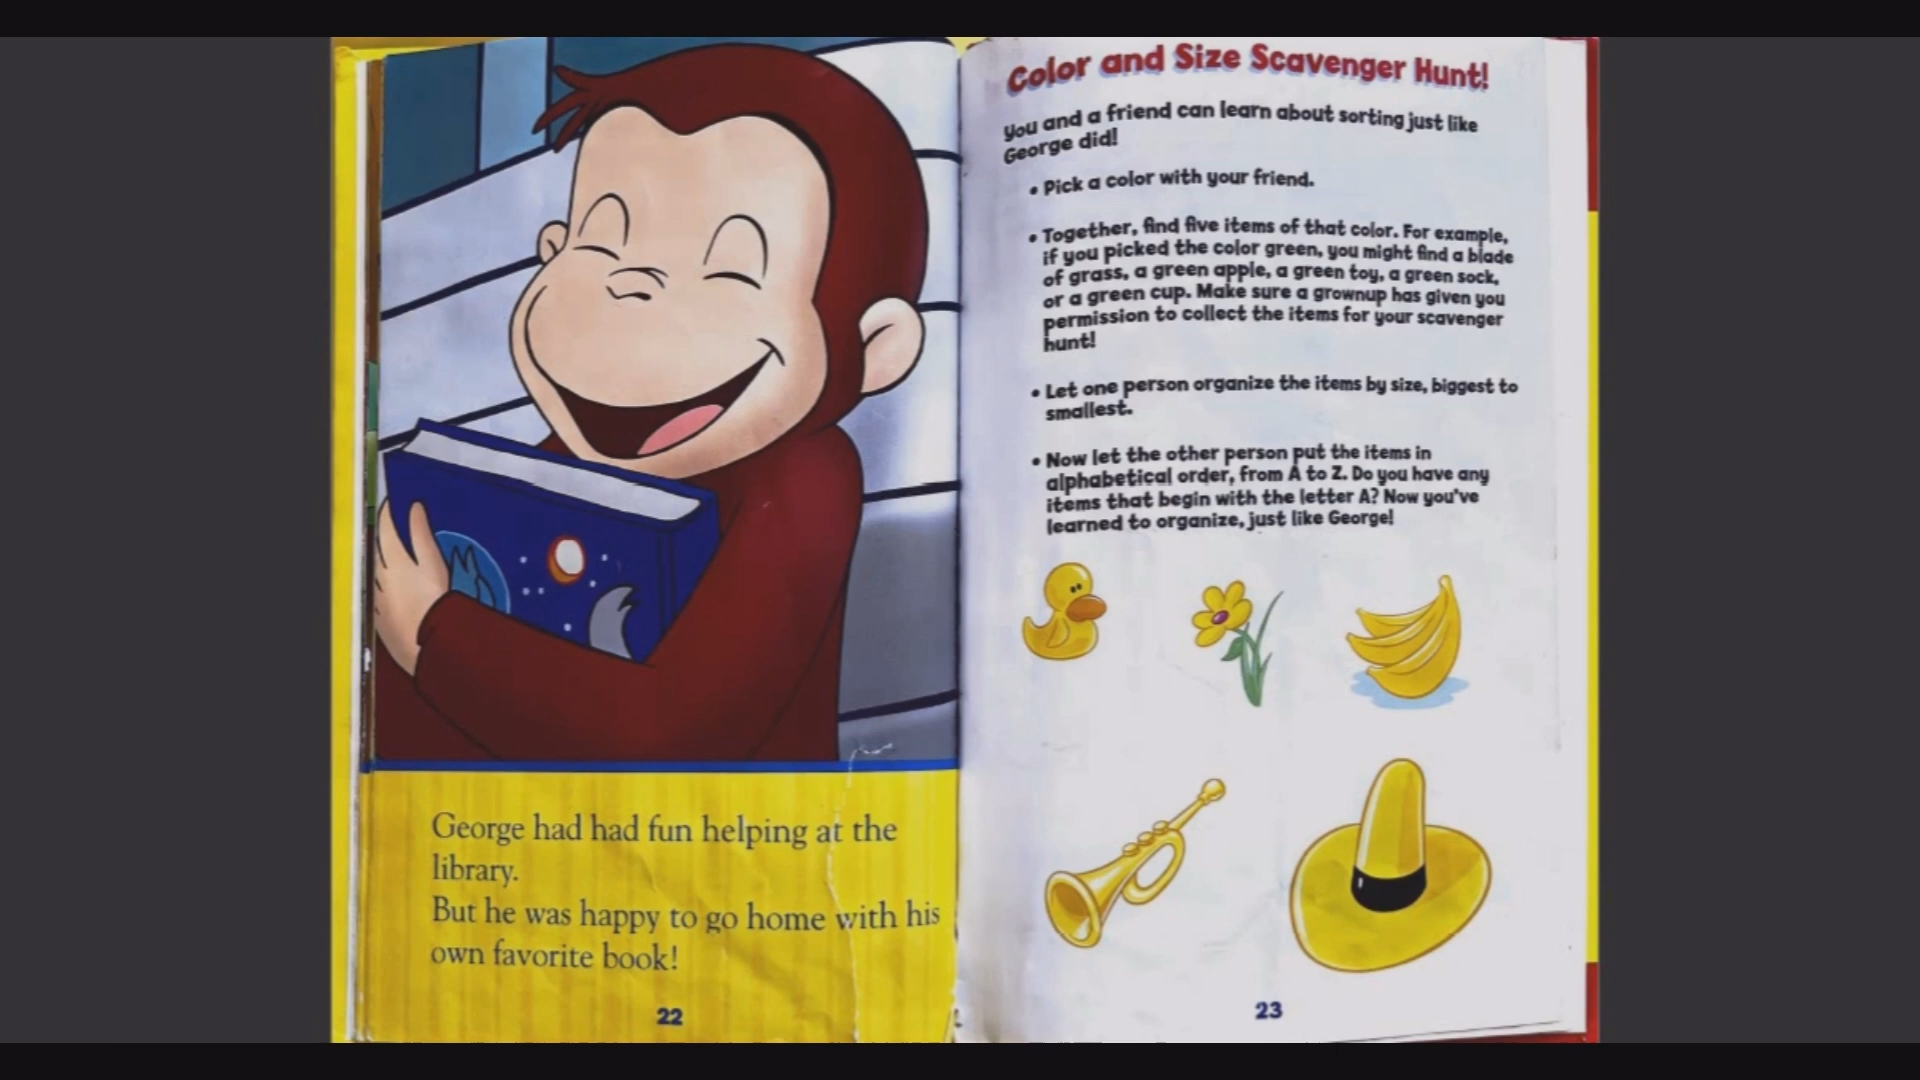 George had had fun helping at the
library.
But he was happy to go home with his
own favorite book!
22
Color and Size Scavenger Hunt!
You and a friend can learn about sorting just like
George did!
• Pick a color with your friend.
• Together, find five items of that color. For example,
if you picked the color green, you might find a blade
of grass, a green apple, a green toy, a green sock,
or a green cup. Make sure a grownup has given you
permission to collect the items for your scavenger
hunt!
• Let one person organize the items by size, biggest to
smallest.
• Now let the other person put the items in
alphabetical order, from A to Z. Do you have any
items that begin with the letter A? Now you've
learned to organize, just like George!
23